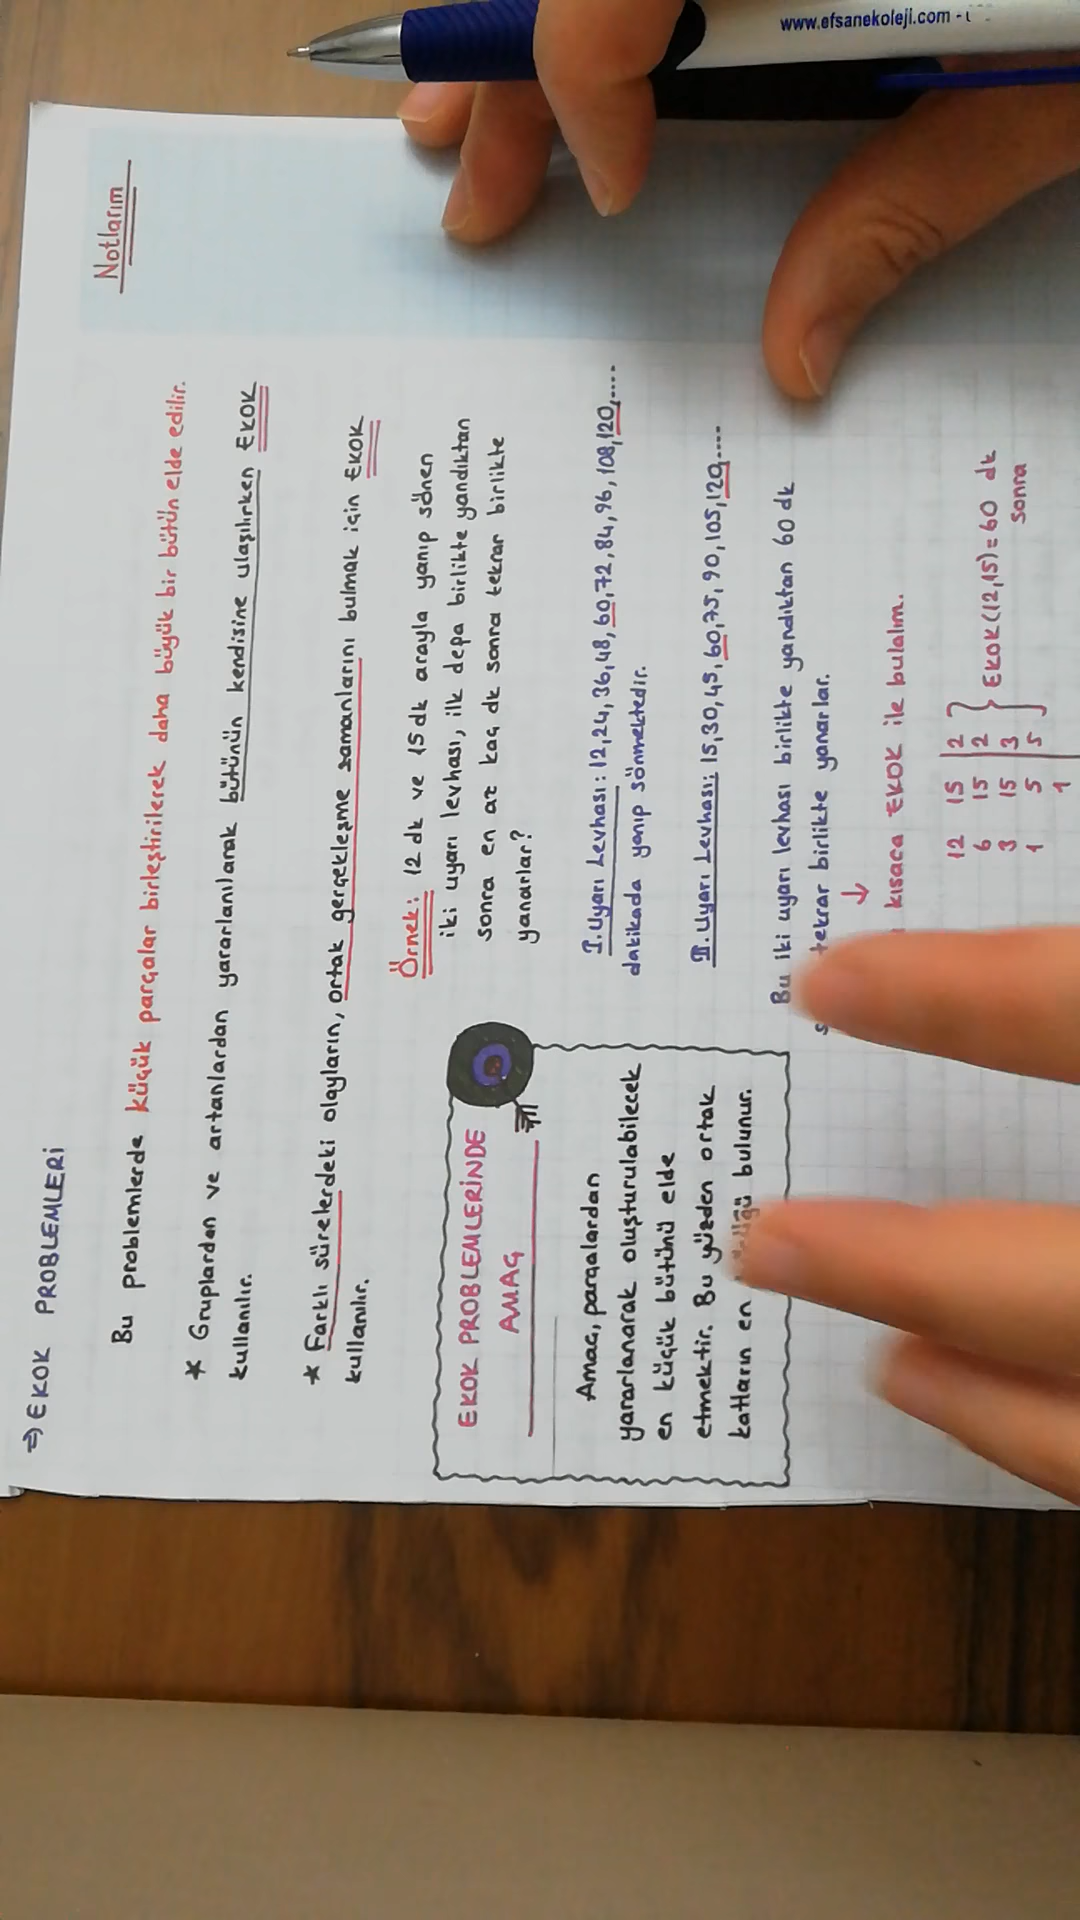 ⇒) EKOK PROBLEMLERİ
Notlarım
Bu problemlerde küçük parçalar birleştirilerek daha büyük bir bütün elde edilir.
* Gruplardan ve artanlardan yararlanılarak bütünün kendisine ulaşılırken EKOK
kullanılır.
* Farklı sürelerdeki olayların, ortak gerçekleşme zamanlarını bulmak için EKOK
kullanılır.
EKOK PROBLEMLERİNDE
AMAÇ
Amaç, parçalardan
yararlanarak oluşturulabilecek
en küçük bütünü elde
etmektir. Bu yüzden ortak
katların en bulunur.
Örnek: 12 dk ve 15 dk arayla yanıp sönen
iki uyarı levhası, ilk depa birlikte yandıktan
sonra en az kaç dk sonra tekrar birlikte
yanarlar?
I. Uyarı Levhası: 12, 24, 36, 48, 60, 72, 84, 96, 108, 120, ....
dakikada yanıp sönmektedir.
II. Uyarı Levhası: 15, 30, 45, 60, 75, 90, 105, 120, ....
Bu iki uyarı levhası birlikte yandıktan 60 dk
tekrar birlikte yanarlar.
↓
kısaca EKOK ile bulalım.
12 15 | 2
6 15 | 2
3 15 | 3
1 5 | 5
1
} EKOK(12,15)=60 dk
sonra
www.efsanekoleji.com -